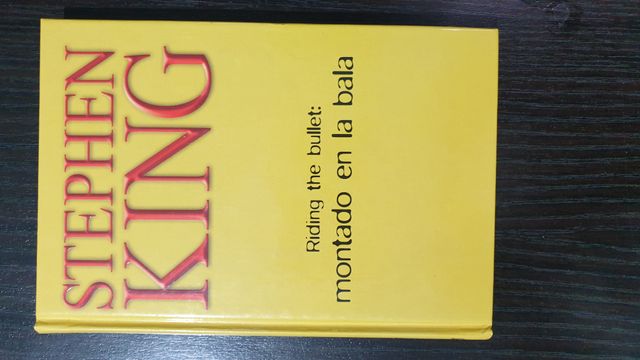 STEPHEN
KING
Riding the bullet:
montado en la bala